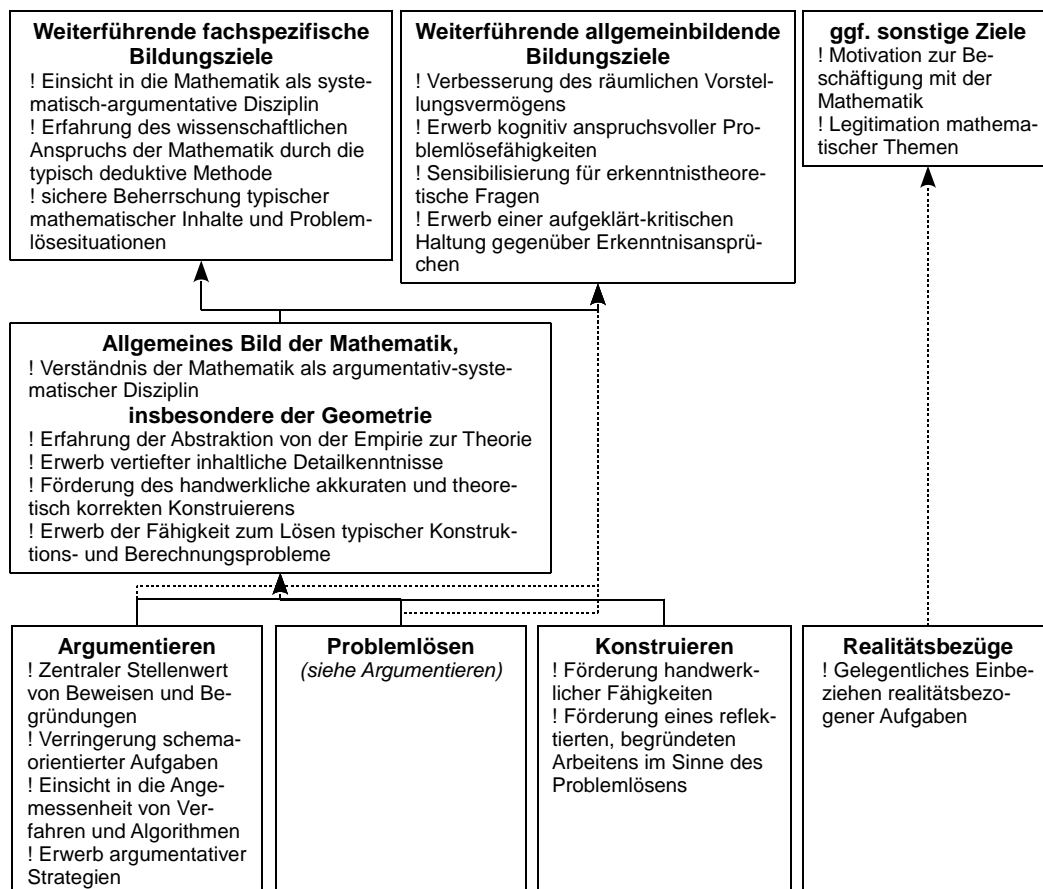 Weiterführende fachspezifische
Bildungsziele
! Einsicht in die Mathematik als syste-
matisch-argumentative Disziplin
! Erfahrung des wissenschaftlichen
Anspruchs der Mathematik durch die
typisch deduktive Methode
! sichere Beherrschung typischer
mathematischer Inhalte und Problem-
lösesituationen
Weiterführende allgemeinbildende
Bildungsziele
! Verbesserung des räumlichen Vorstel-
lungsvermögens
! Erwerb kognitiv anspruchsvoller Pro-
blemlösefähigkeiten
! Sensibilisierung für erkenntnistheore-
tische Fragen
! Erwerb einer aufgeklärt-kritischen
Haltung gegenüber Erkenntnisansprü-
chen
ggf. sonstige Ziele
! Motivation zur Be-
schäftigung mit der
Mathematik
! Legitimation mathema-
tischer Themen
Allgemeines Bild der Mathematik,
! Verständnis der Mathematik als argumentativ-syste-
matischer Disziplin
insbesondere der Geometrie
! Erfahrung der Abstraktion von der Empirie zur Theorie
! Erwerb vertiefter inhaltliche Detailkenntnisse
! Förderung des handwerkliche akkuraten und theore-
tisch korrekten Konstruierens
! Erwerb der Fähigkeit zum Lösen typischer Konstruk-
tions- und Berechnungsprobleme
Argumentieren
! Zentraler Stellenwert
von Beweisen und Be-
gründungen
! Verringerung schema-
orientierter Aufgaben
! Einsicht in die Ange-
messenheit von Ver-
fahren und Algorithmen
! Erwerb argumentativer
Strategien
Problemlösen
(siehe Argumentieren)
Konstruieren
! Förderung handwerk-
licher Fähigkeiten
! Förderung eines reflek-
tierten, begründeten
Arbeitens im Sinne des
Problemlösens
Realitätsbezüge
! Gelegentliches Einbe-
ziehen realitätsbezo-
gener Aufgaben